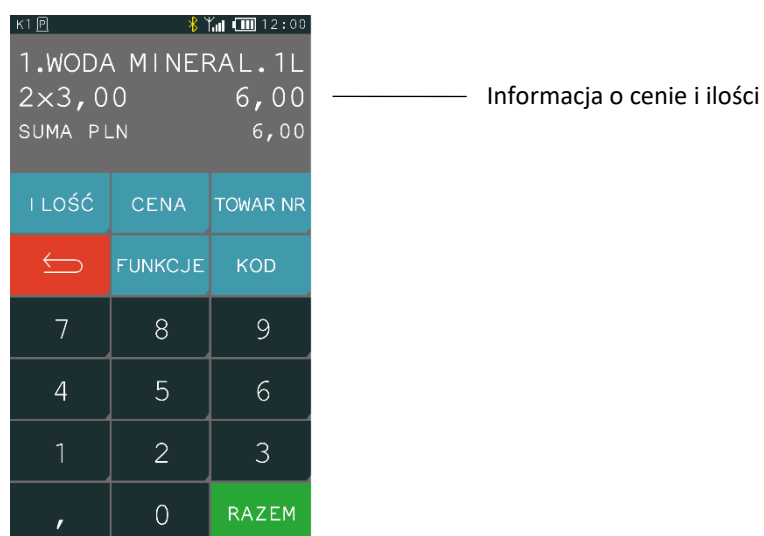 K1 P 12:00
1.WODA MINERAL.1L
2×3,00 6,00
SUMA PLN 6,00
Informacja o cenie i ilości
ILOŚĆ CENA TOWAR NR
FUNKCJE KOD
7 8 9
4 5 6
1 2 3
, 0 RAZEM